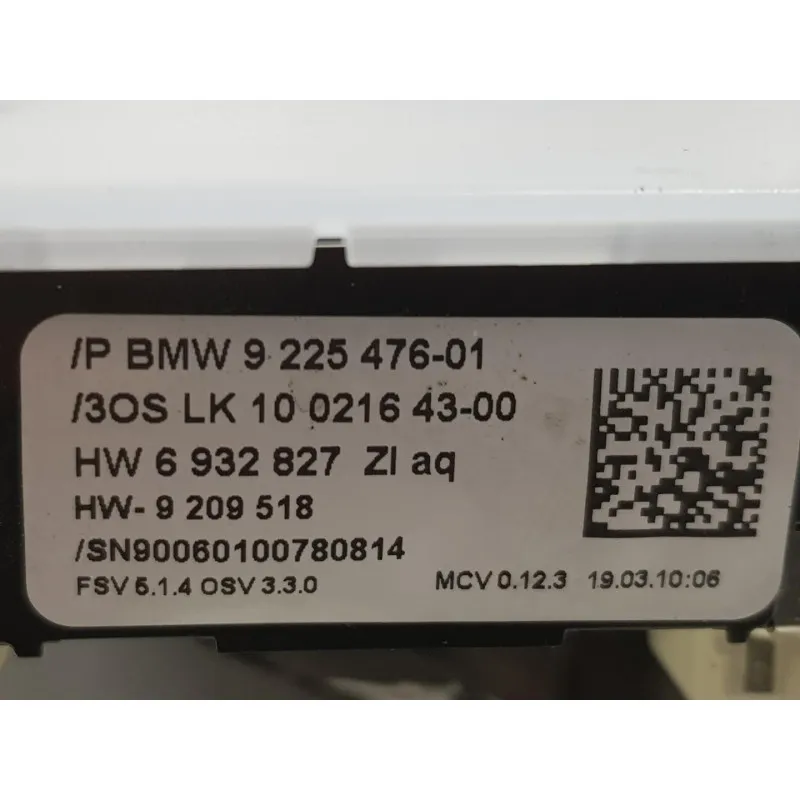 /P BMW 9 225 476-01
/3OS LK 10 0216 43-00
HW 6 932 827 ZI aq
HW- 9 209 518
/SN90060100780814
FSV 5.1.4 OSV 3.3.0 MCV 0.12.3 19.03.10:06